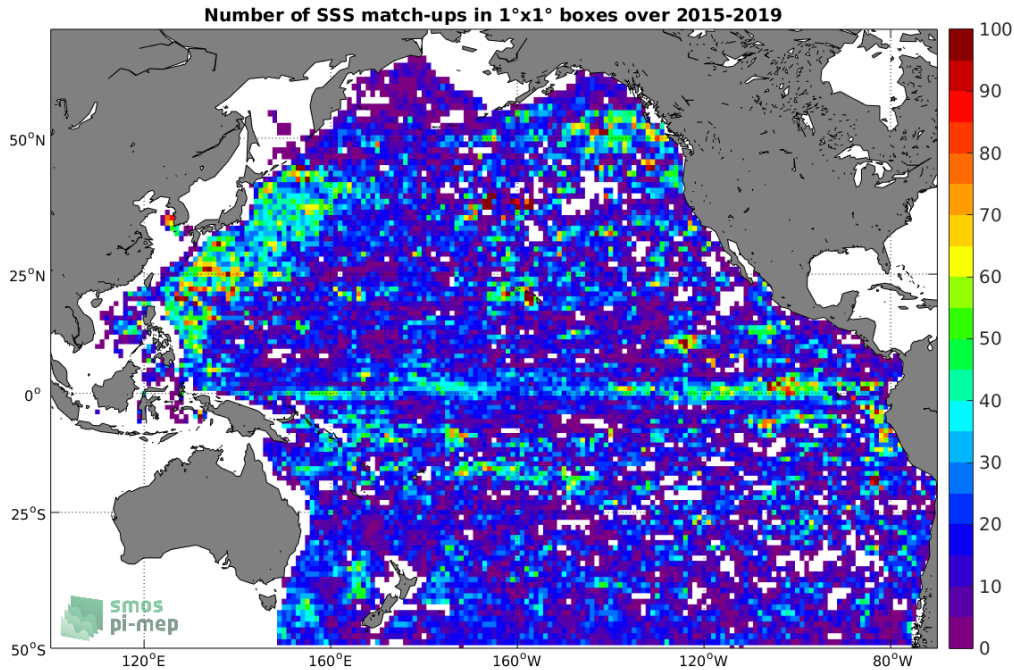 Number of SSS match-ups in 1°x1° boxes over 2015-2019
100
90
80
70
60
50
40
30
20
10
0
50°N
25°N
0°
25°S
50°S
120°E
160°E
160°W
120°W
80°W
smos
pi-mep